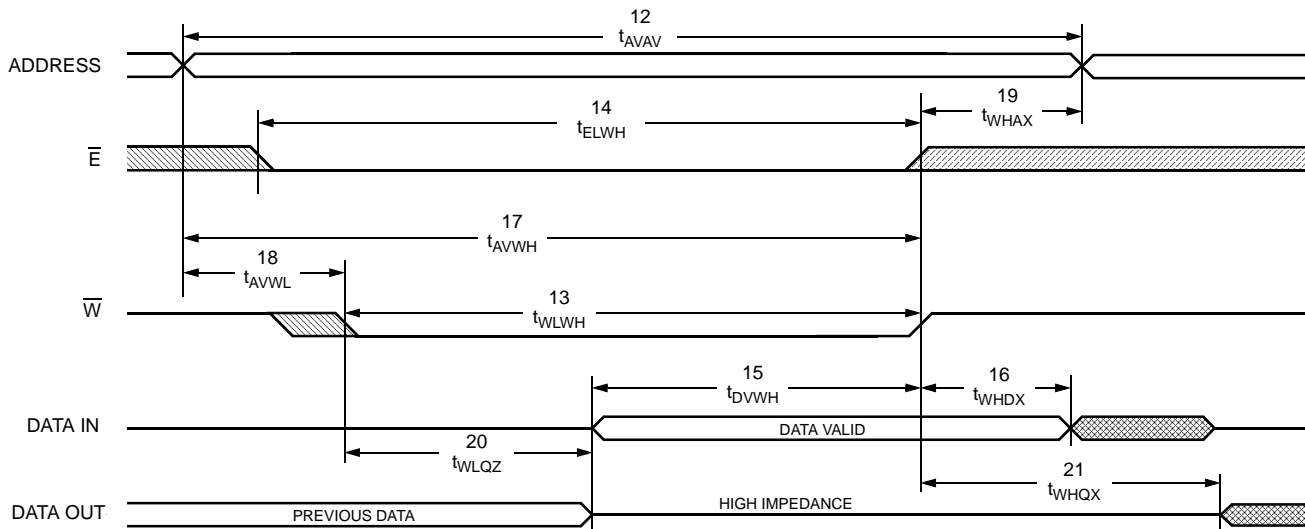 12
tAVAV
ADDRESS
14
tELWH
19
tWHAX
E
17
tAVWH
18
tAVWL
W
13
tWLWH
15
tDVWH
16
tWHDX
DATA IN
DATA VALID
20
tWLQZ
21
tWHQX
DATA OUT
PREVIOUS DATA
HIGH IMPEDANCE